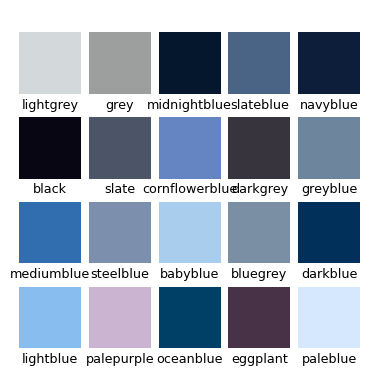 lightgrey grey midnightblue slateblue navyblue
black slate cornflowerblue darkgrey greyblue
mediumblue steelblue babyblue bluegrey darkblue
lightblue palepurple oceanblue eggplant paleblue